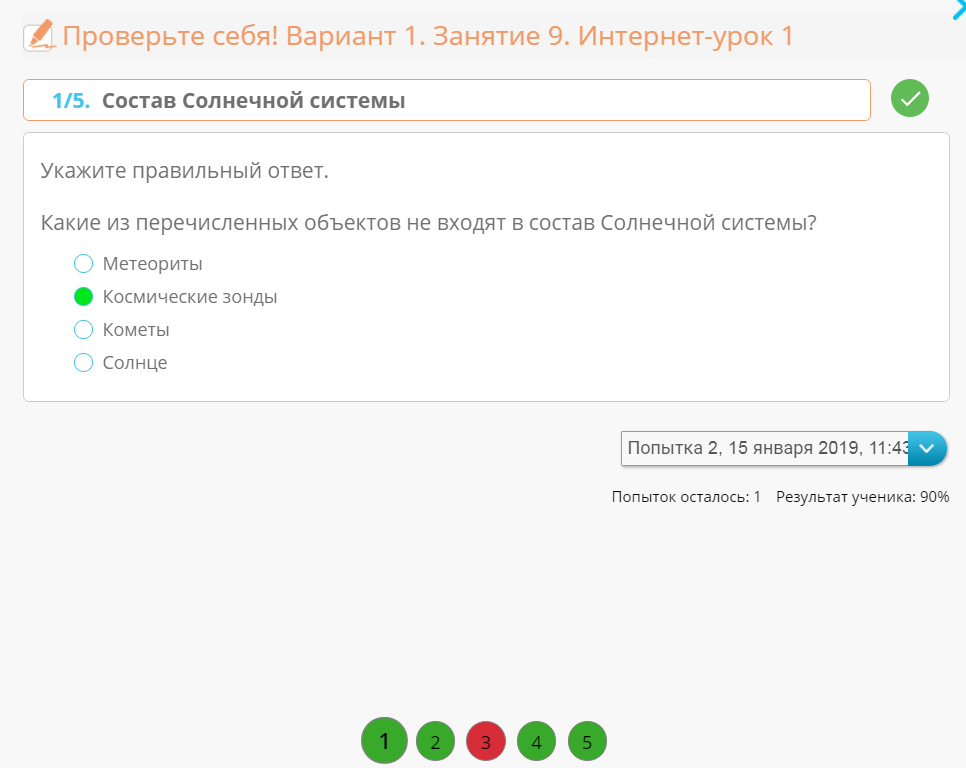 Проверьте себя! Вариант 1. Занятие 9. Интернет-урок 1
1/5. Состав Солнечной системы
Укажите правильный ответ.
Какие из перечисленных объектов не входят в состав Солнечной системы?
Метеориты
Космические зонды
Кометы
Солнце
Попытка 2, 15 января 2019, 11:43
Попыток осталось: 1 Результат ученика: 90%
1 2 3 4 5